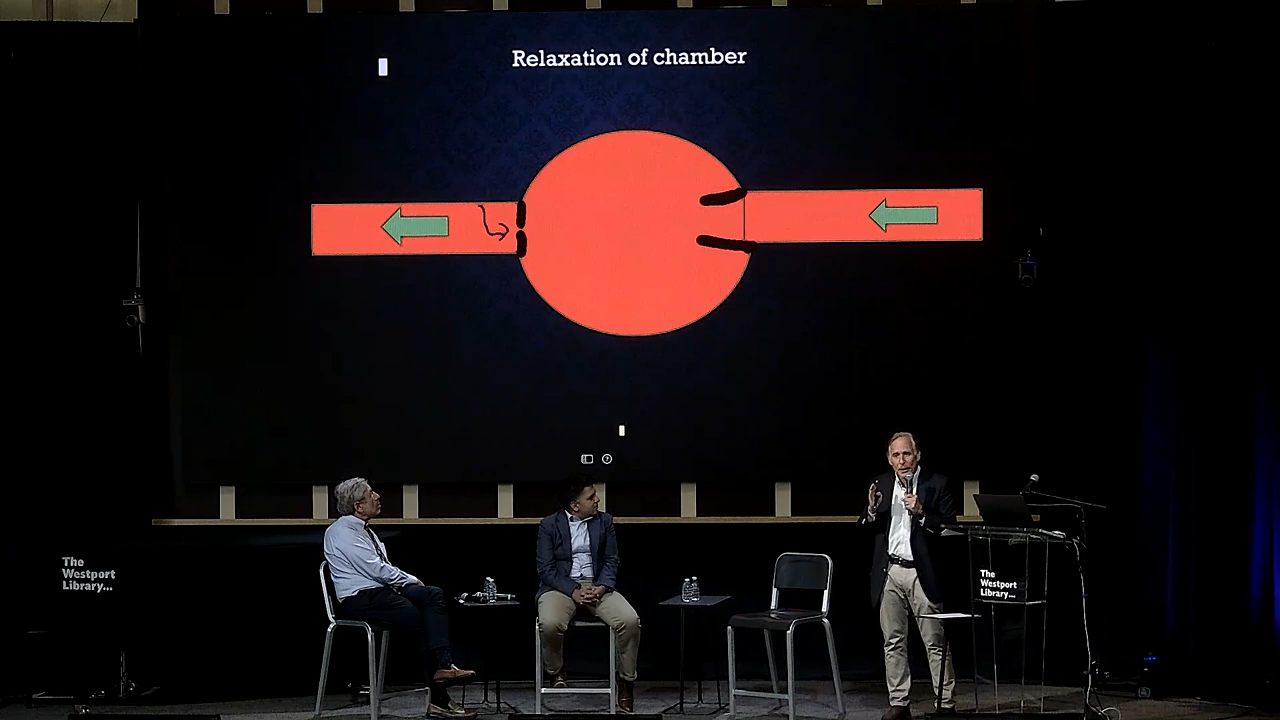 Relaxation of chamber
The
Westport
Library...
The
Westport
Library...